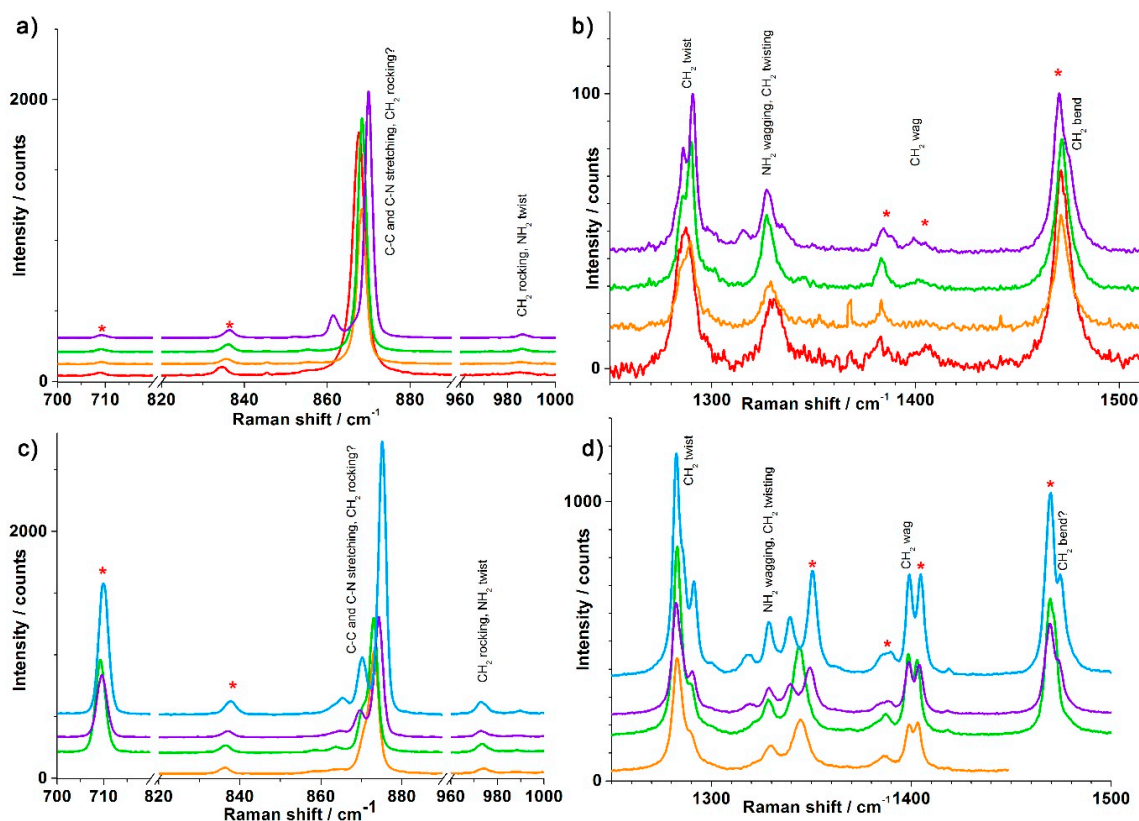 a)
Intensity / counts
2000
0
*
*
C-C and C-N stretching, CH₂ rocking?
CH₂ rocking, NH₂ twist
700 710 820 840 860 880 960 980 1000
Raman shift / cm⁻¹
b)
Intensity / counts
100
0
CH₂ twist
NH₂ wagging, CH₂ twisting
*
CH₂ wag
*
*
CH₂ bend
1300 1400 1500
Raman shift / cm⁻¹
c)
Intensity / counts
2000
0
*
*
C-C and C-N stretching, CH₂ rocking?
CH₂ rocking, NH₂ twist
700 710 820 840 860 880 960 980 1000
Raman shift / cm⁻¹
d)
Intensity / counts
1000
0
CH₂ twist
NH₂ wagging, CH₂ twisting
*
*
CH₂ wag
*
*
CH₂ bend?
1300 1400 1500
Raman shift / cm⁻¹